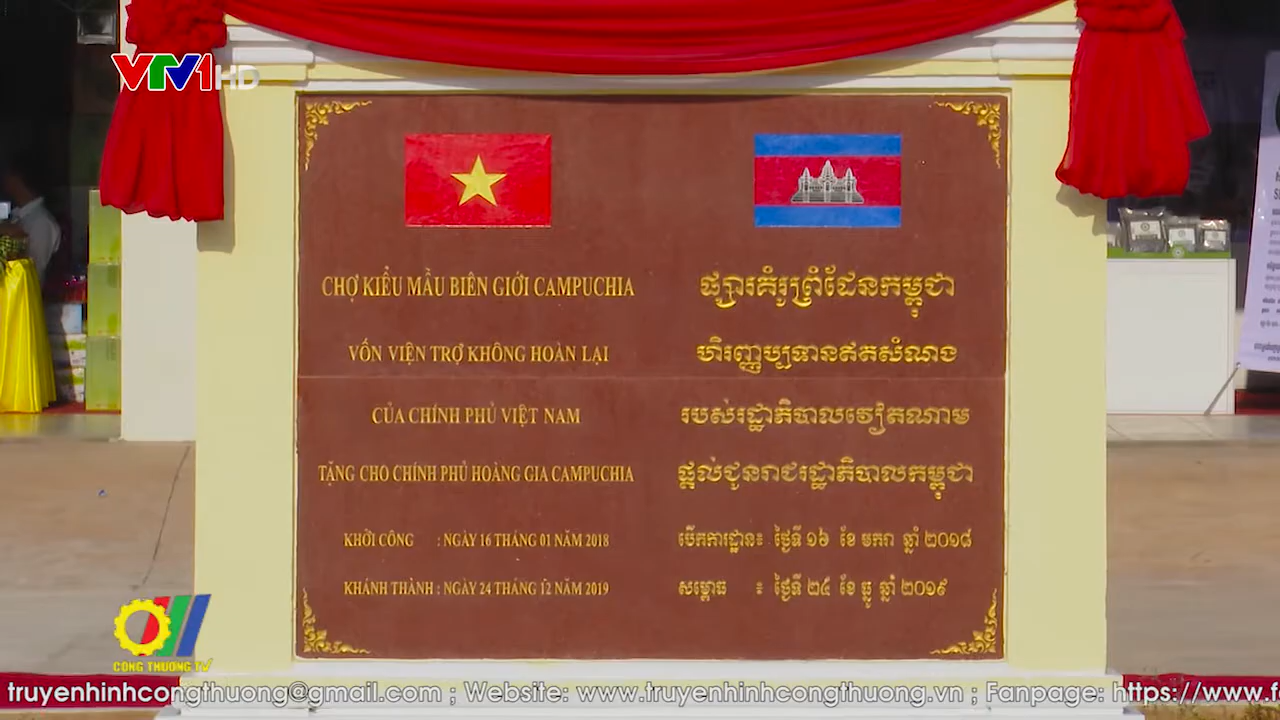 VTV1 HD
CHỢ KIỂU MẪU BIÊN GIỚI CAMPUCHIA
VỐN VIỆN TRỢ KHÔNG HOÀN LẠI
CỦA CHÍNH PHỦ VIỆT NAM
TẶNG CHO CHÍNH PHỦ HOÀNG GIA CAMPUCHIA
KHỞI CÔNG : NGÀY 16 THÁNG 01 NĂM 2018
KHÁNH THÀNH : NGÀY 24 THÁNG 12 NĂM 2019
ផ្សារគំរូព្រំដែនកម្ពុជា
ហិរញ្ញប្បទានឥតសំណង
របស់រដ្ឋាភិបាលវៀតណាម
ផ្តល់ជូនរាជរដ្ឋាភិបាលកម្ពុជា
បើកការដ្ឋាន៖ ថ្ងៃទី ១៦ ខែ មករា ឆ្នាំ ២០១៨
សម្ពោធ ៖ ថ្ងៃទី ២៤ ខែ ធ្នូ ឆ្នាំ ២០១៩
CÔNG THƯƠNG TV
truyenhinhcongthuong@gmail.com ; Website: www.truyenhinhcongthuong.vn ; Fanpage: https://www.f